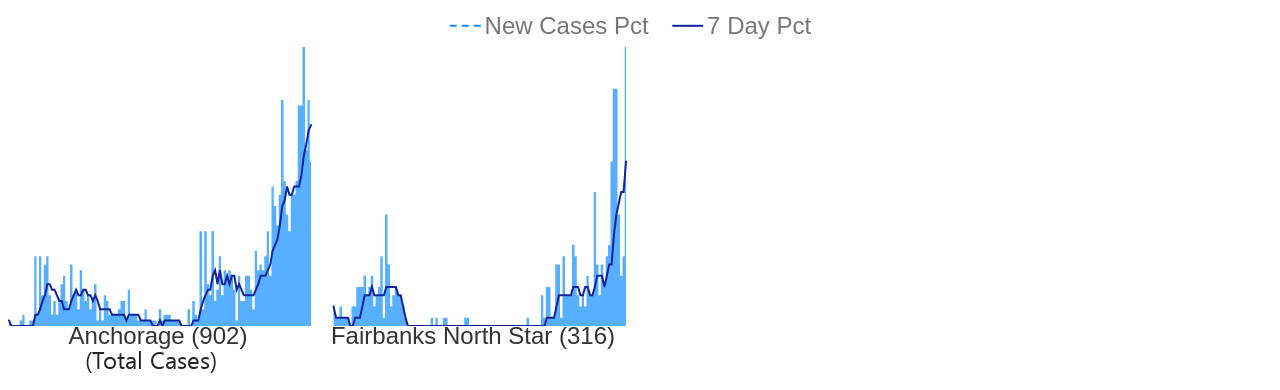 New Cases Pct 7 Day Pct
Anchorage (902) Fairbanks North Star (316)
(Total Cases)